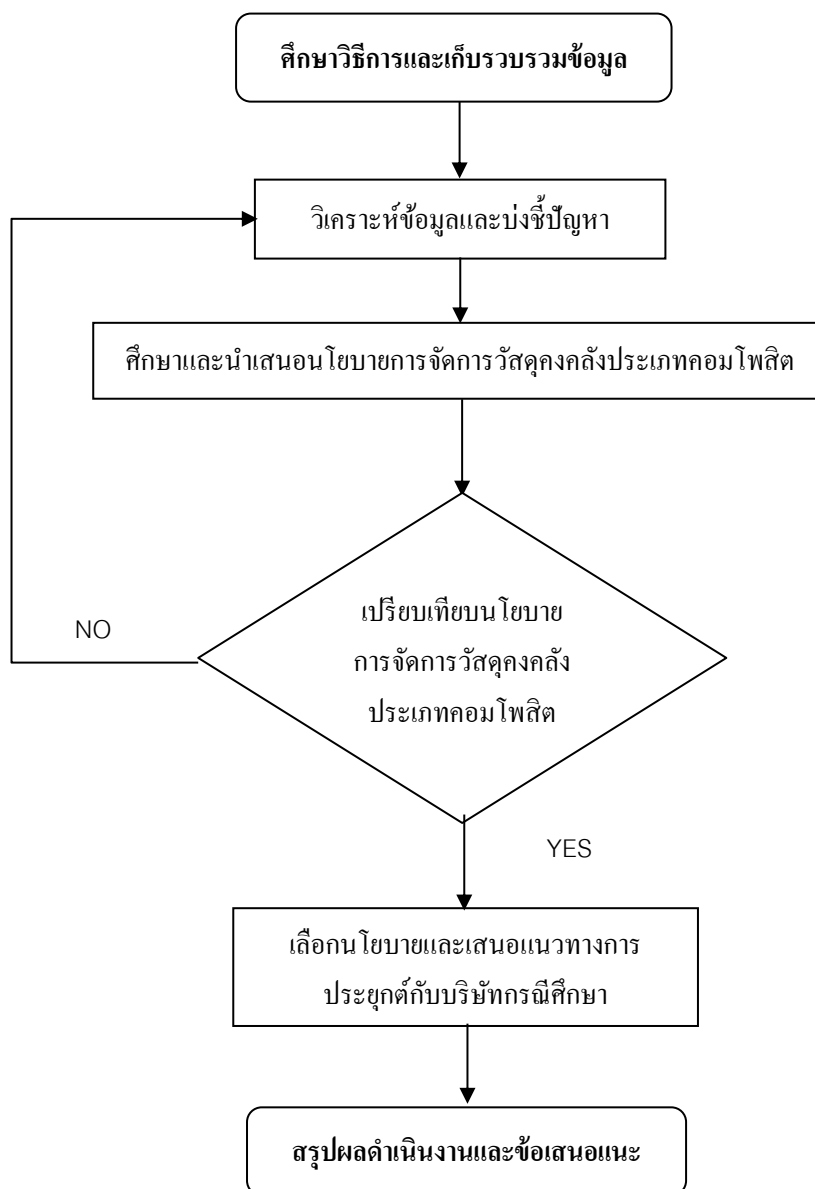 ศึกษาวิธีการและเก็บรวบรวมข้อมูล
วิเคราะห์ข้อมูลและบ่งชี้ปัญหา
ศึกษาและนำเสนอนโยบายการจัดการวัสดุคงคลังประเภทคอมโพสิต
เปรียบเทียบนโยบาย
การจัดการวัสดุคงคลัง
ประเภทคอมโพสิต
NO
YES
เลือกนโยบายและเสนอแนวทางการ
ประยุกต์กับบริษัทกรณีศึกษา
สรุปผลดำเนินงานและข้อเสนอแนะ